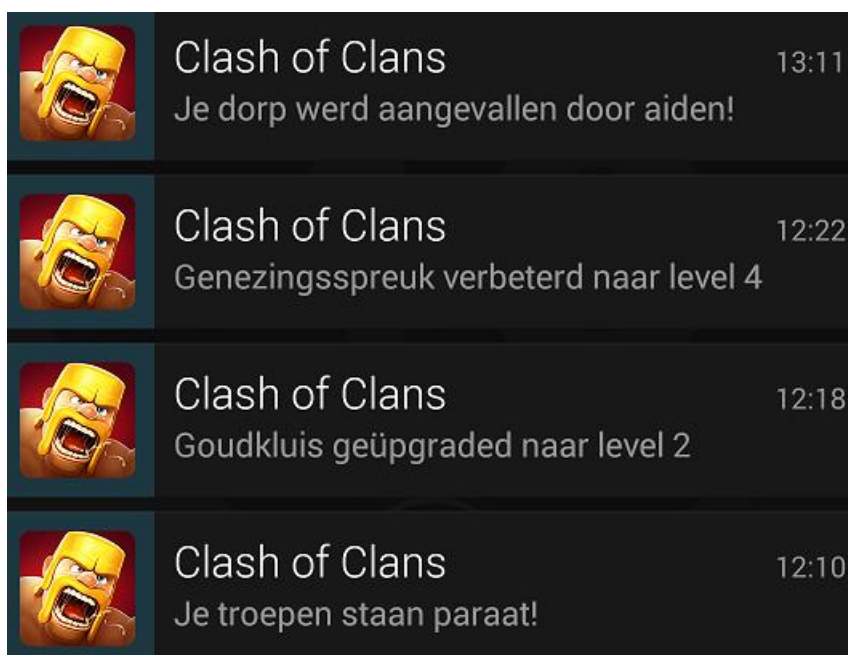 Clash of Clans 13:11
Je dorp werd aangevallen door aiden!
Clash of Clans 12:22
Genezingsspreuk verbeterd naar level 4
Clash of Clans 12:18
Goudkluis geüpgraded naar level 2
Clash of Clans 12:10
Je troepen staan paraat!